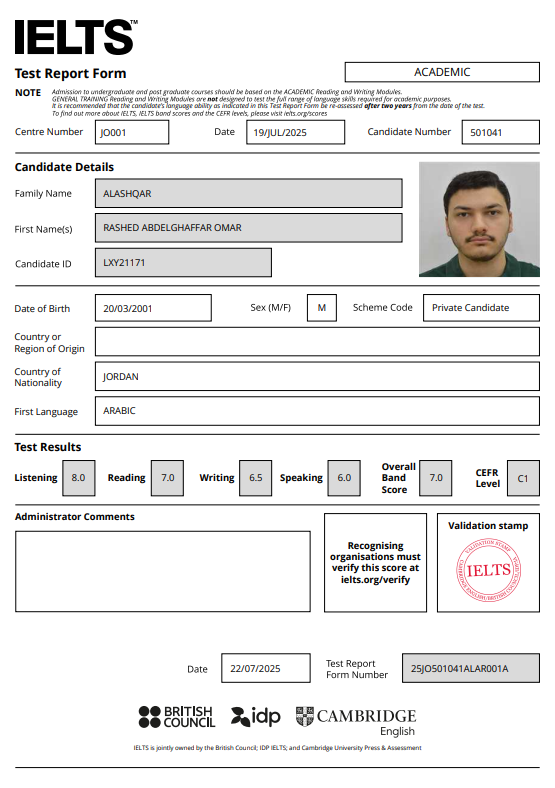 IELTS™
Test Report Form
ACADEMIC
NOTE
Admission to undergraduate and post graduate courses should be based on the ACADEMIC Reading and Writing Modules.
GENERAL TRAINING Reading and Writing Modules are not designed to test the full range of language skills required for academic purposes.
It is recommended that the candidate's language ability as indicated in this Test Report Form be re-assessed after two years from the date of the test.
To find out more about IELTS, IELTS band scores and the CEFR levels, please visit ielts.org/scores
Centre Number JO001 Date 19/JUL/2025 Candidate Number 501041
Candidate Details
Family Name ALASHQAR
First Name(s) RASHED ABDELGHAFFAR OMAR
Candidate ID LXY21171
Date of Birth 20/03/2001 Sex (M/F) M Scheme Code Private Candidate
Country or
Region of Origin
Country of
Nationality
JORDAN
First Language ARABIC
Test Results
Listening 8.0 Reading 7.0 Writing 6.5 Speaking 6.0
Overall
Band
Score
7.0
CEFR
Level
C1
Administrator Comments
Recognising
organisations must
verify this score at
ielts.org/verify
Validation stamp
VALIDATION STAMP
IELTS
Date 22/07/2025
Test Report
Form Number
25JO501041ALAR001A
BRITISH
COUNCIL
idp
CAMBRIDGE
English
IELTS is jointly owned by the British Council; IDP IELTS; and Cambridge University Press & Assessment